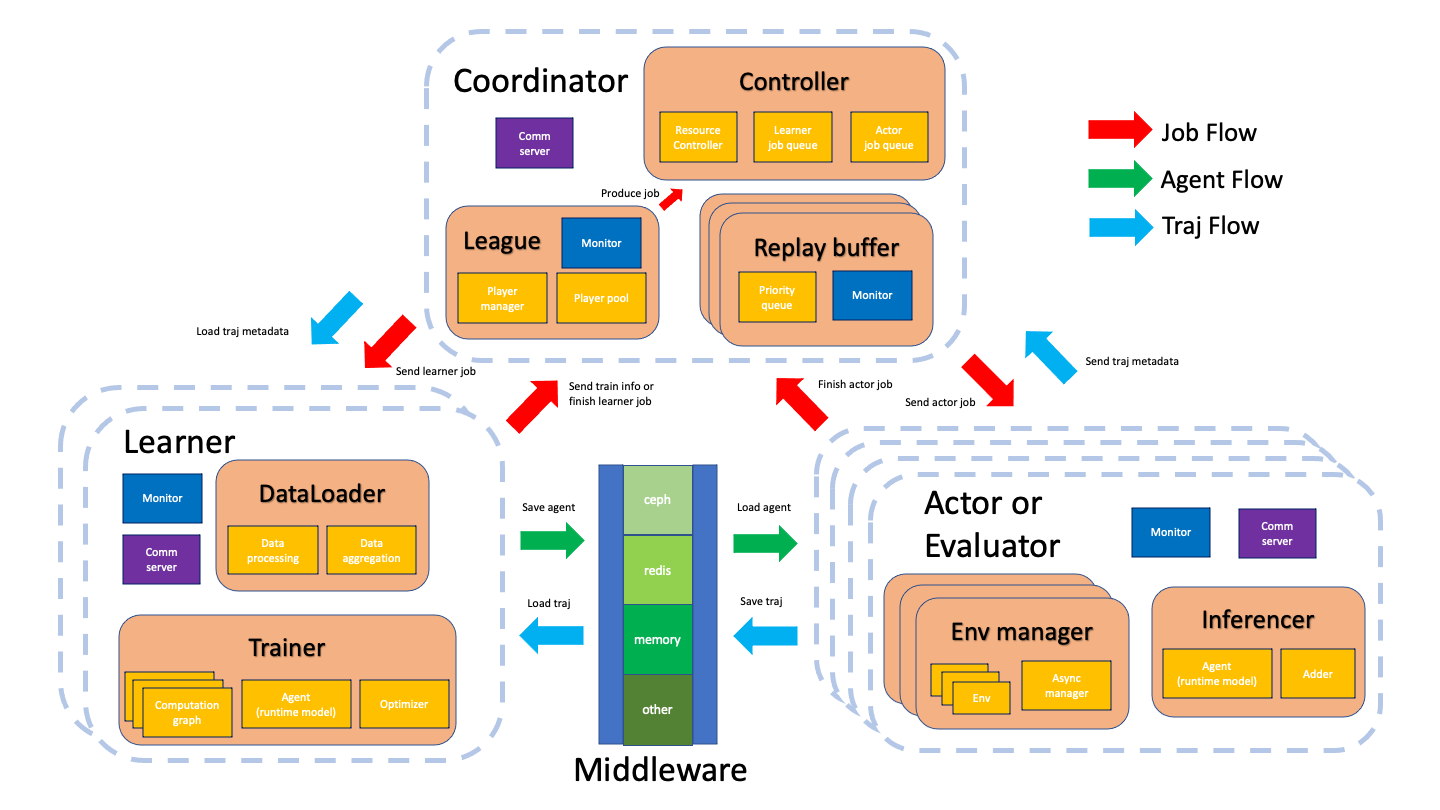 Coordinator
Controller
Comm
server
Resource
Controller
Learner
job queue
Actor
job queue
Produce job
League
Monitor
Player
manager
Player pool
Replay buffer
Priority
queue
Monitor
Job Flow
Agent Flow
Traj Flow
Load traj metadata
Send learner job
Send train info or
finish learner job
Finish actor job
Send actor job
Send traj metadata
Learner
Monitor
Comm
server
DataLoader
Data
processing
Data
aggregation
Trainer
Computation
graph
Agent
(runtime model)
Optimizer
Save agent
Load traj
ceph
redis
memory
other
Middleware
Load agent
Save traj
Actor or
Evaluator
Monitor
Comm
server
Env manager
Env
Async
manager
Inferencer
Agent
(runtime model)
Adder